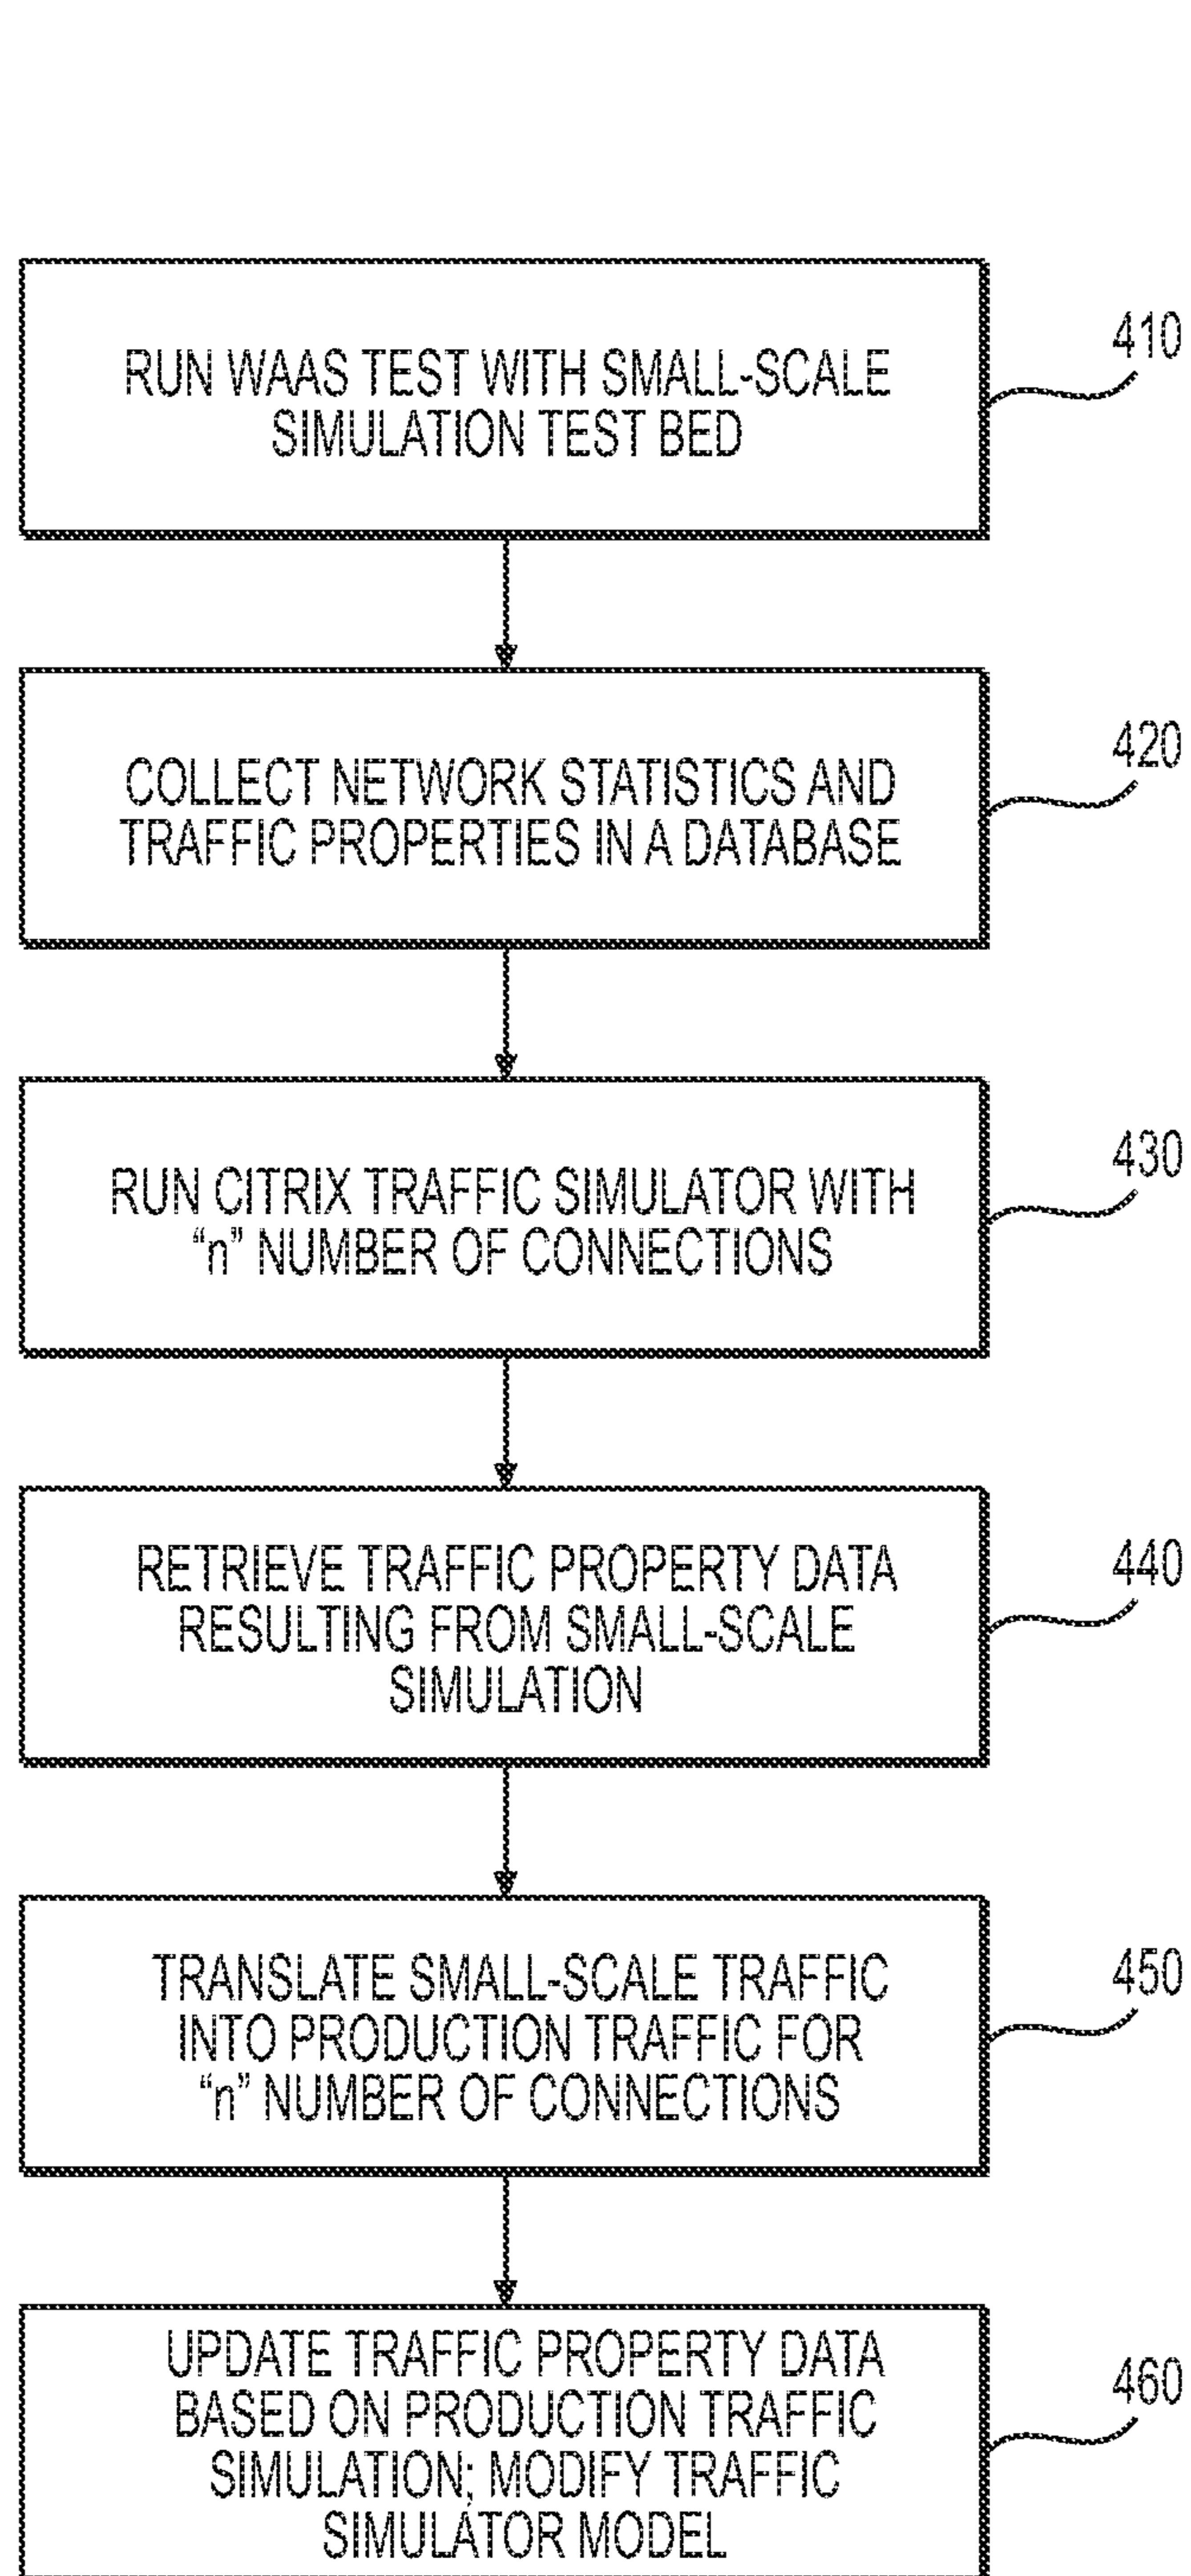 RUN WAAS TEST WITH SMALL-SCALE
SIMULATION TEST BED
410
COLLECT NETWORK STATISTICS AND
TRAFFIC PROPERTIES IN A DATABASE
420
RUN CITRIX TRAFFIC SIMULATOR WITH
“n” NUMBER OF CONNECTIONS
430
RETRIEVE TRAFFIC PROPERTY DATA
RESULTING FROM SMALL-SCALE
SIMULATION
440
TRANSLATE SMALL-SCALE TRAFFIC
INTO PRODUCTION TRAFFIC FOR
“n” NUMBER OF CONNECTIONS
450
UPDATE TRAFFIC PROPERTY DATA
BASED ON PRODUCTION TRAFFIC
SIMULATION; MODIFY TRAFFIC
SIMULATOR MODEL
460